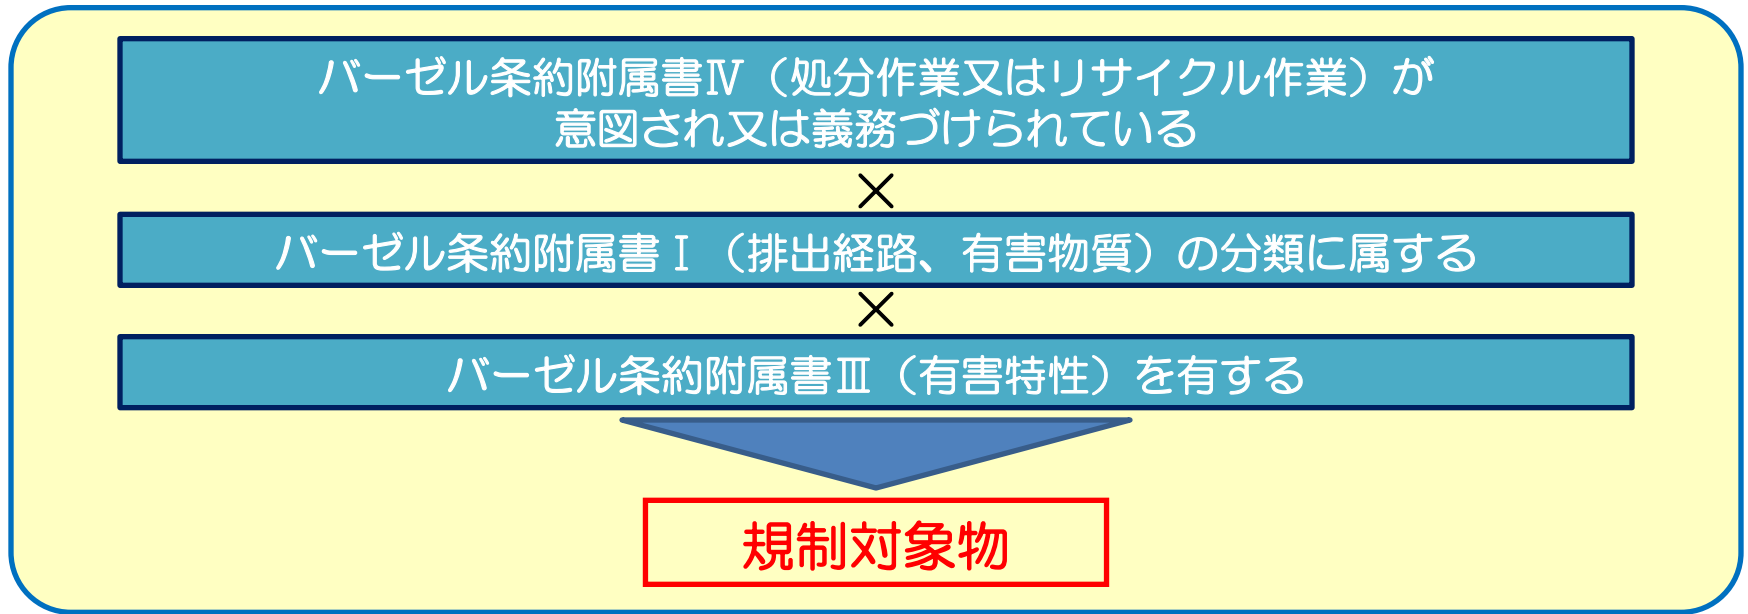 バーゼル条約附属書Ⅳ（処分作業又はリサイクル作業）が
意図され又は義務づけられている
×
バーゼル条約附属書Ⅰ（排出経路、有害物質）の分類に属する
×
バーゼル条約附属書Ⅲ（有害特性）を有する
規制対象物